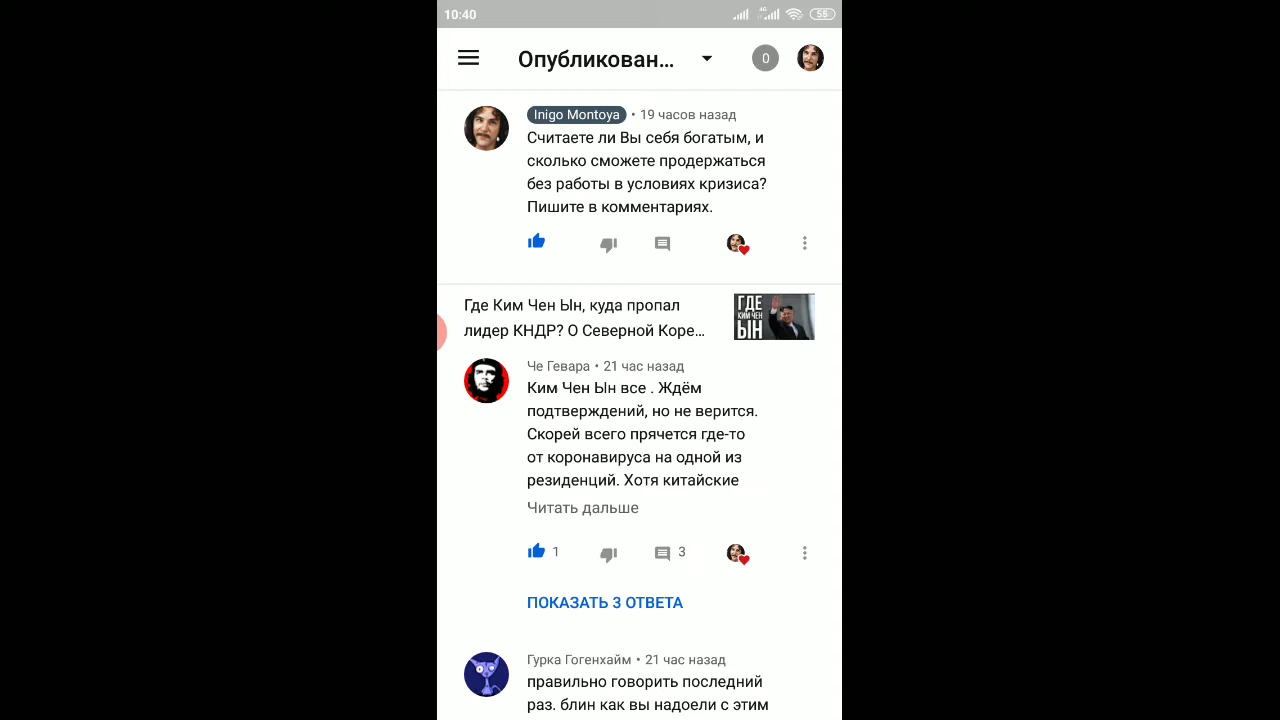 10:40
4G
55
Опубликован...
0
Inigo Montoya • 19 часов назад
Считаете ли Вы себя богатым, и
сколько сможете продержаться
без работы в условиях кризиса?
Пишите в комментариях.
Где Ким Чен Ын, куда пропал
лидер КНДР? О Северной Коре...
ГДЕ
КИМ ЧЕН
ЫН
Че Гевара • 21 час назад
Ким Чен Ын все . Ждём
подтверждений, но не верится.
Скорей всего прячется где-то
от коронавируса на одной из
резиденций. Хотя китайские
Читать дальше
1
3
ПОКАЗАТЬ 3 ОТВЕТА
Гурка Гогенхайм • 21 час назад
правильно говорить последний
раз. блин как вы надоели с этим